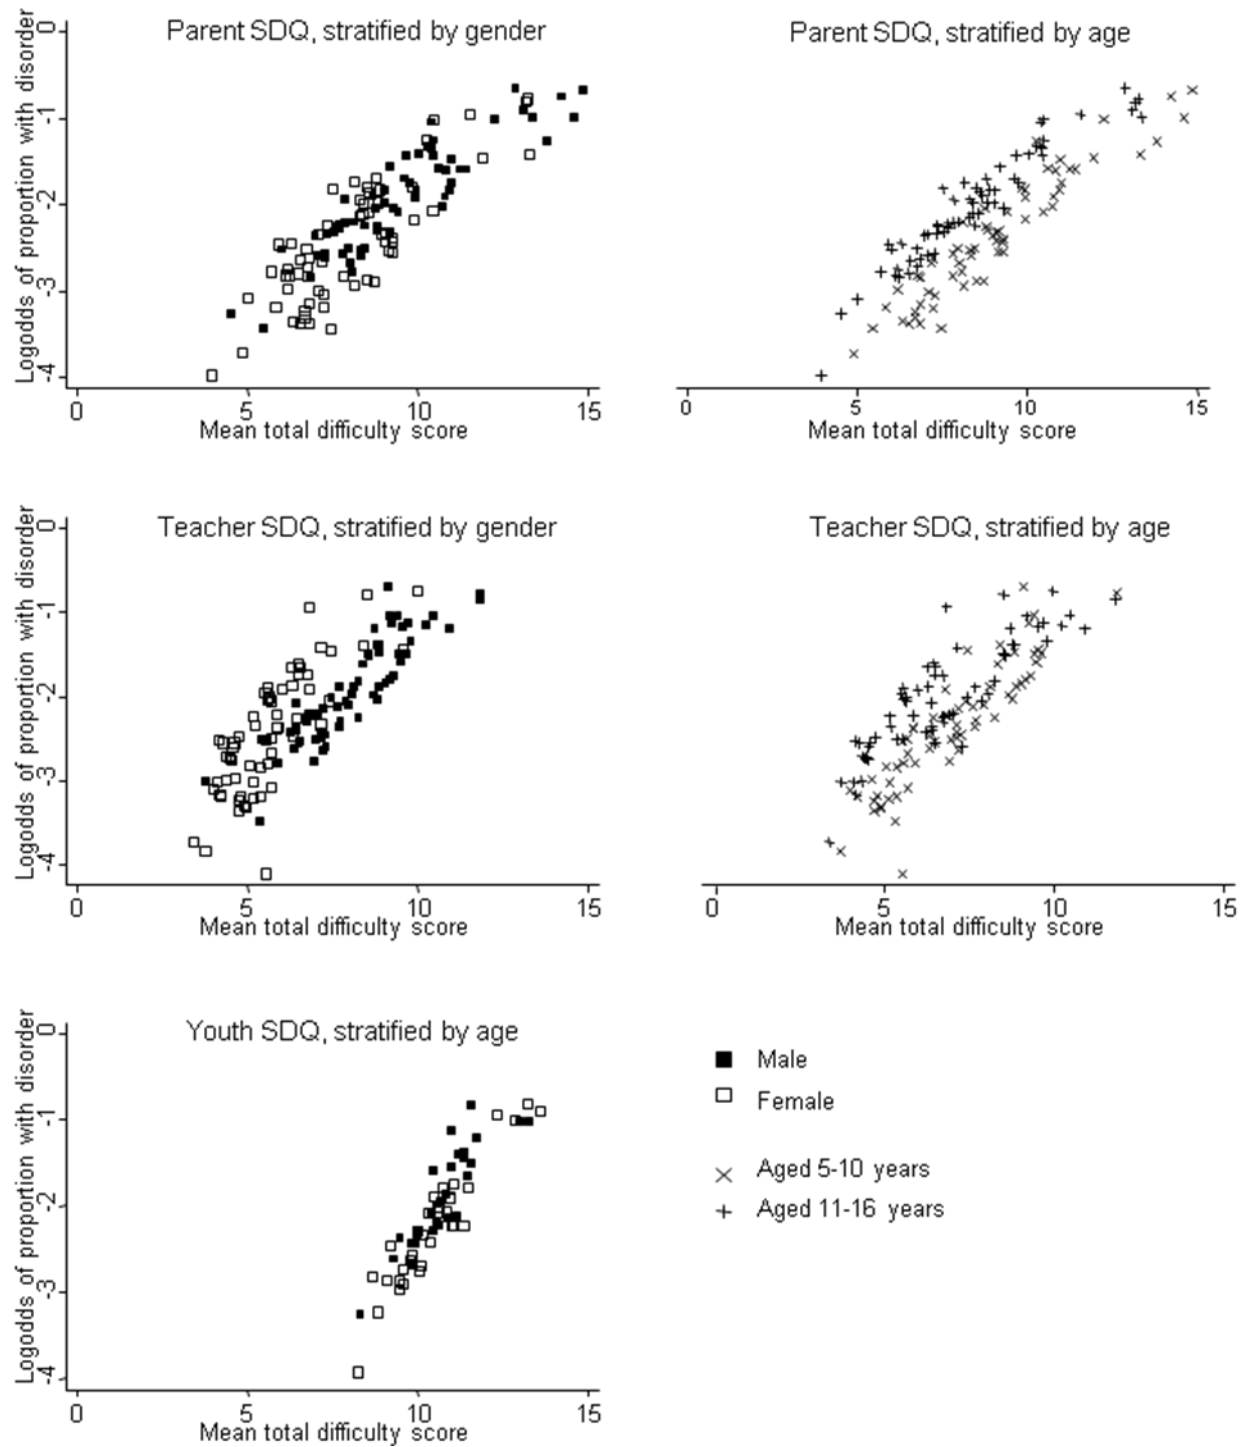 Parent SDQ, stratified by gender
Logodds of proportion with disorder
0
-1
-2
-3
-4
0 5 10 15
Mean total difficulty score
Parent SDQ, stratified by age
0 5 10 15
Mean total difficulty score
Teacher SDQ, stratified by gender
Logodds of proportion with disorder
0
-1
-2
-3
-4
0 5 10 15
Mean total difficulty score
Teacher SDQ, stratified by age
0 5 10 15
Mean total difficulty score
Youth SDQ, stratified by age
Logodds of proportion with disorder
0
-1
-2
-3
-4
0 5 10 15
Mean total difficulty score
Male
Female
Aged 5-10 years
Aged 11-16 years